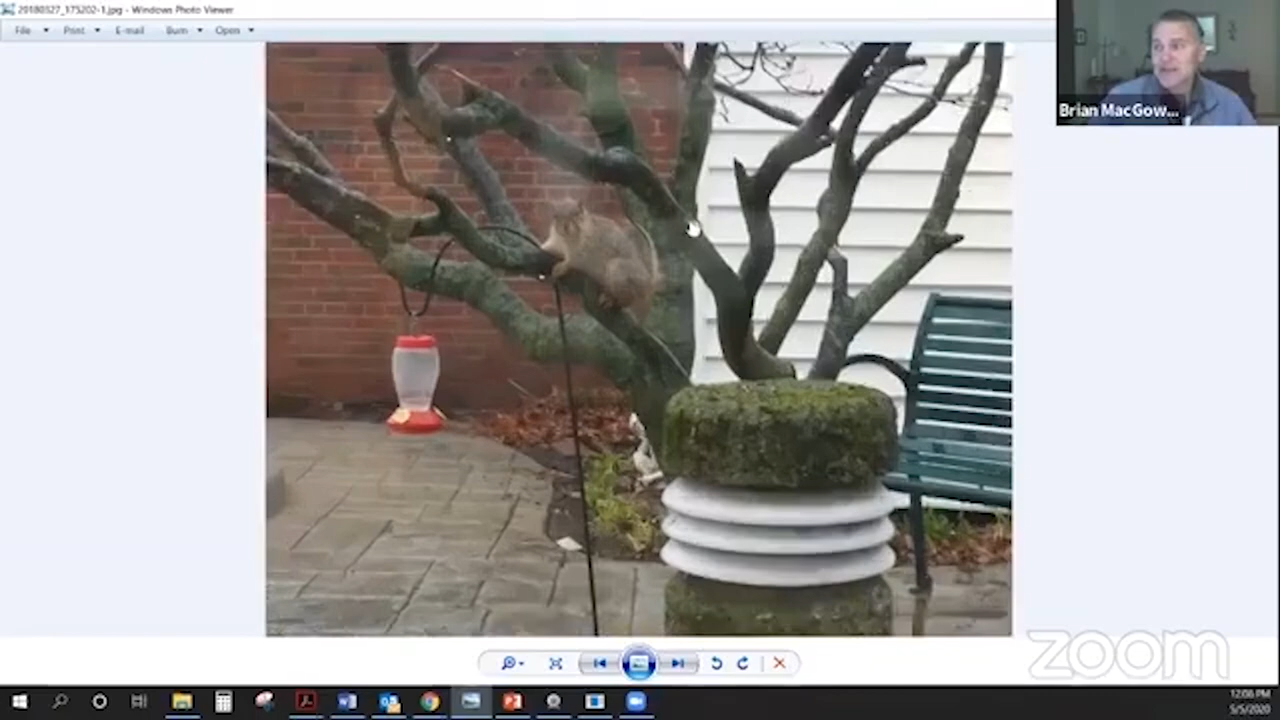 20180327_175202-1.jpg - Windows Photo Viewer
File Print E-mail Burn Open
Brian MacGow...
zoom
12:06 PM
5/5/2020